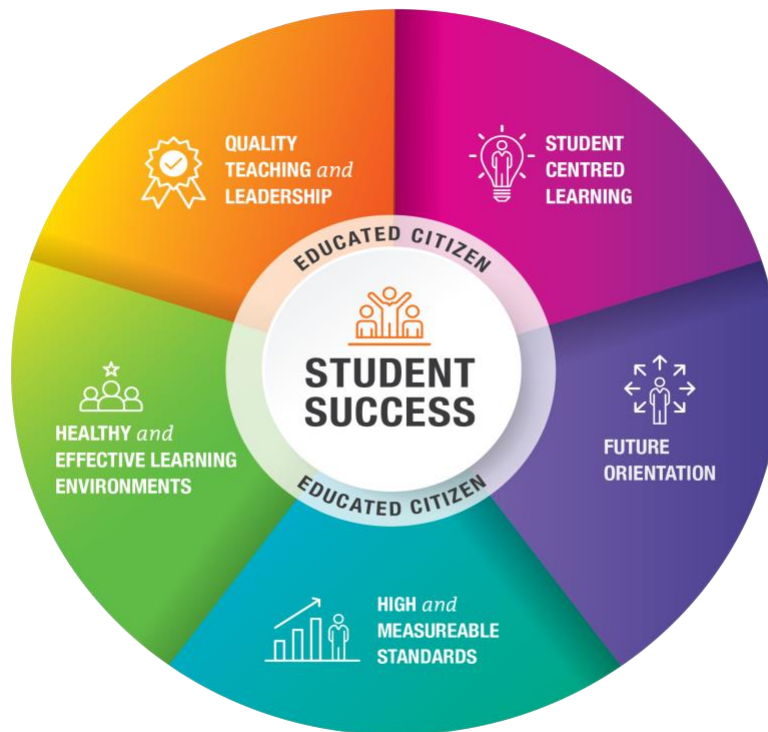 QUALITY
TEACHING and
LEADERSHIP
STUDENT
CENTRED
LEARNING
EDUCATED CITIZEN
STUDENT
SUCCESS
EDUCATED CITIZEN
HEALTHY and
EFFECTIVE LEARNING
ENVIRONMENTS
FUTURE
ORIENTATION
HIGH and
MEASUREABLE
STANDARDS